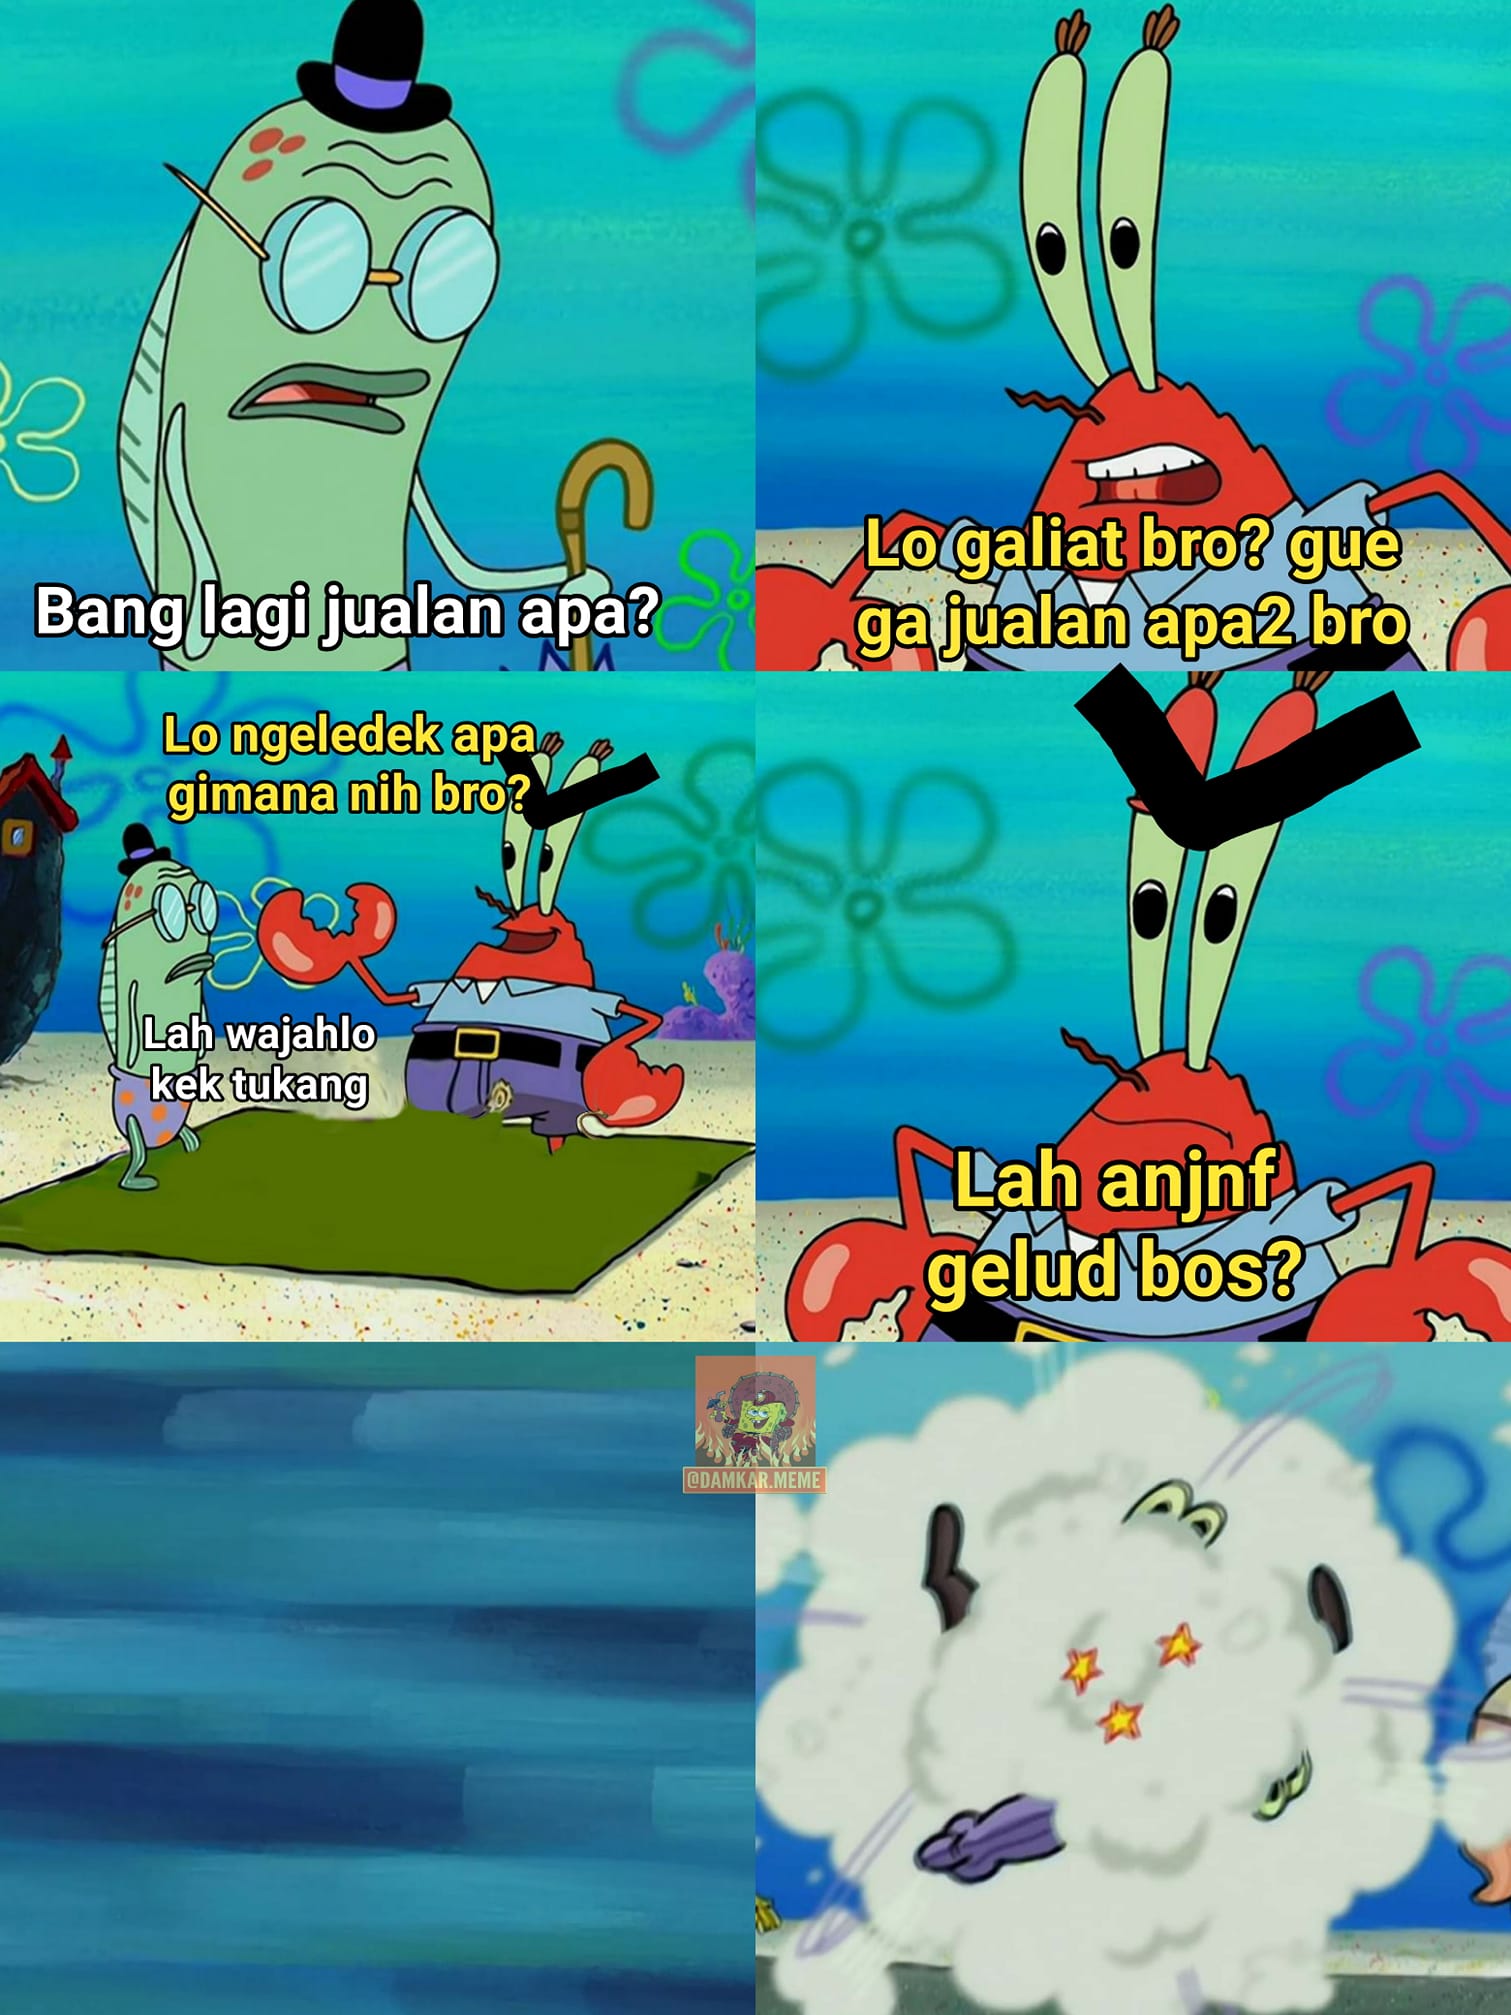 Bang lagi jualan apa?
Lo galiat bro? gue
ga jualan apa2 bro
Lo ngeledek apa
gimana nih bro?
Lah wajahlo
kek tukang
Lah anjnf
gelud bos?
@DAMKAR.MEME